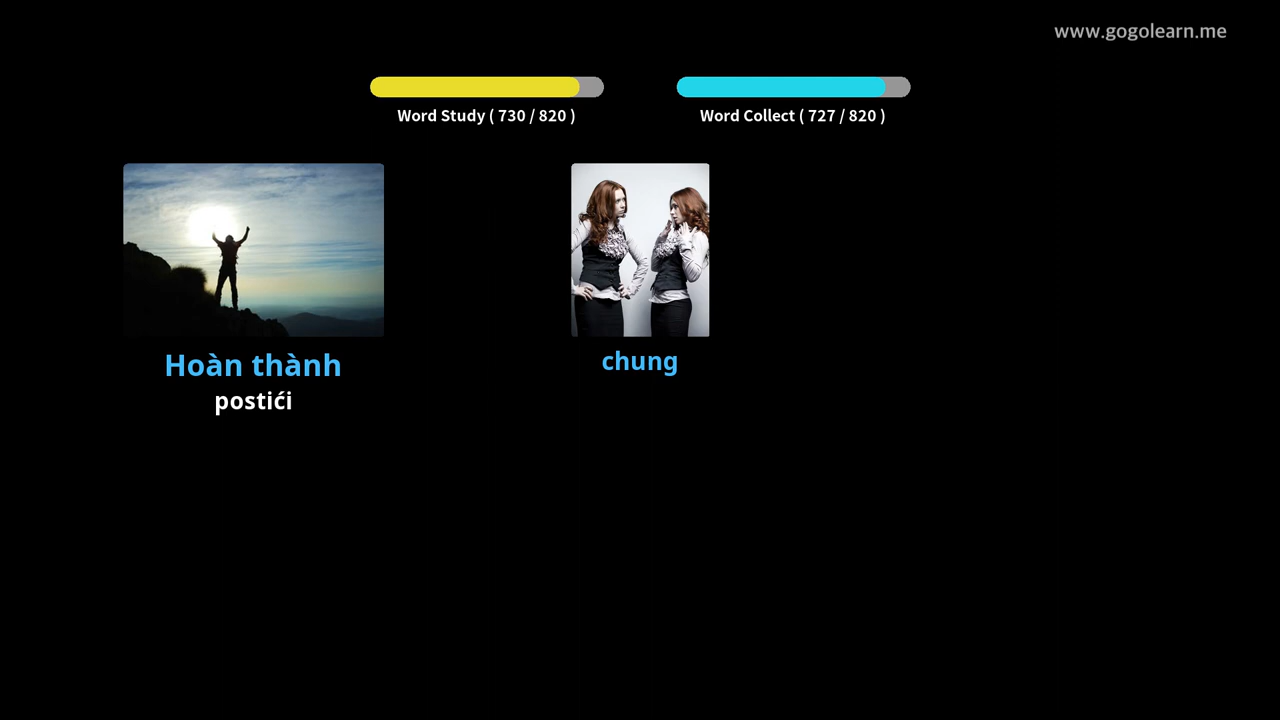 www.gogolearn.me
Word Study ( 730 / 820 )
Word Collect ( 727 / 820 )
Hoàn thành
postići
chung